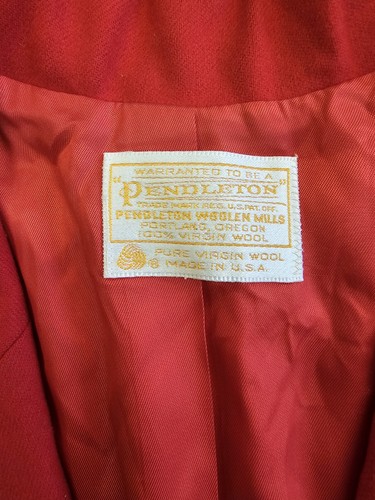 WARRANTED TO BE A
"PENDLETON"
TRADE MARK REG. U.S. PAT. OFF.
PENDLETON WOOLEN MILLS
PORTLAND, OREGON
100% VIRGIN WOOL
PURE VIRGIN WOOL
8 MADE IN U.S.A.